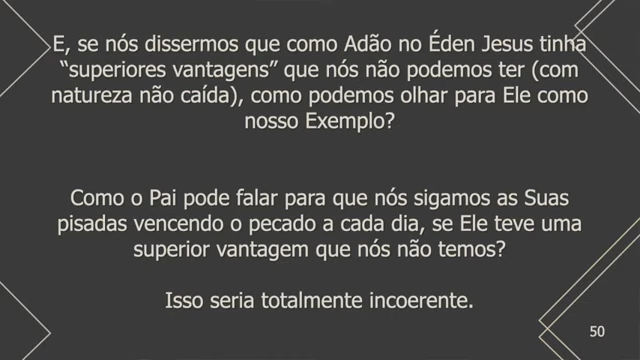 E, se nós dissermos que como Adão no Éden Jesus tinha
“superiores vantagens” que nós não podemos ter (com
natureza não caída), como podemos olhar para Ele como
nosso Exemplo?
Como o Pai pode falar para que nós sigamos as Suas
pisadas vencendo o pecado a cada dia, se Ele teve uma
superior vantagem que nós não temos?
Isso seria totalmente incoerente.
50